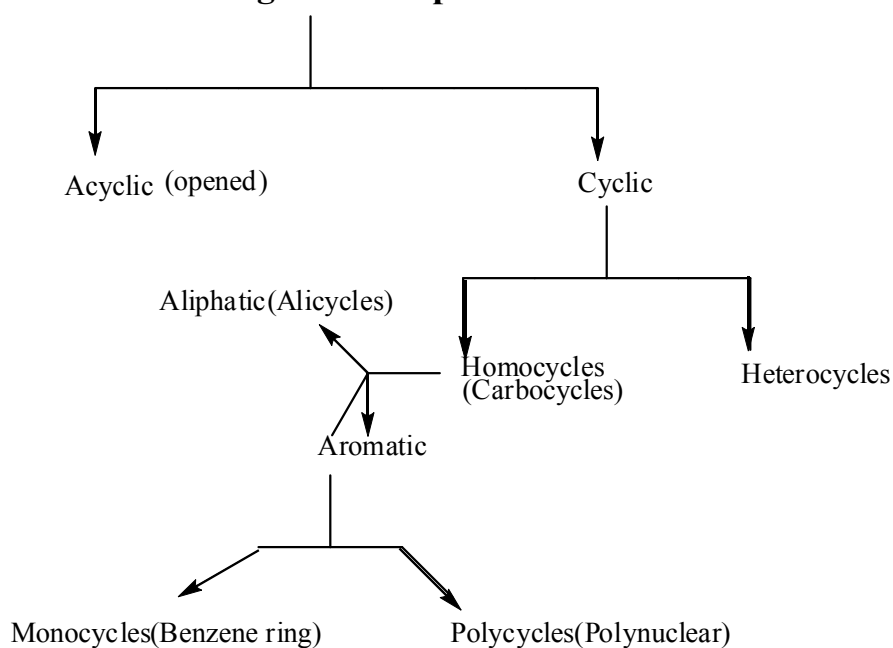 Acyclic (opened)
Cyclic
Aliphatic(Alicycles)
Homocycles
(Carbocycles)
Heterocycles
Aromatic
Monocycles(Benzene ring)
Polycycles(Polynuclear)